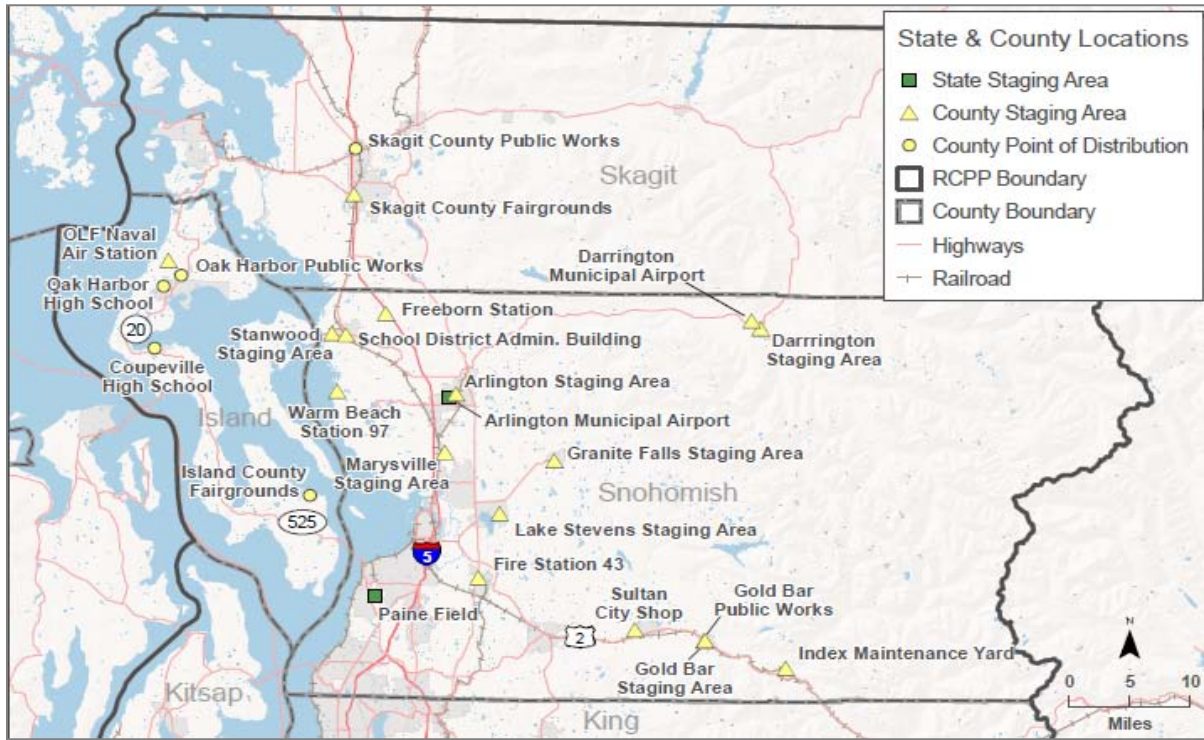 State & County Locations
State Staging Area
County Staging Area
County Point of Distribution
RCPP Boundary
County Boundary
Highways
Railroad
Skagit County Public Works
Skagit
Skagit County Fairgrounds
OLF Naval
Air Station
Oak Harbor Public Works
Oak Harbor
High School
20
Coupeville
High School
Darrington
Municipal Airport
Darrrington
Staging Area
Freeborn Station
Stanwood
Staging Area
School District Admin. Building
Arlington Staging Area
Arlington Municipal Airport
Island
Warm Beach
Station 97
Marysville
Staging Area
Granite Falls Staging Area
Island County
Fairgrounds
525
Snohomish
Lake Stevens Staging Area
5
Fire Station 43
Paine Field
Sultan
City Shop
Gold Bar
Public Works
2
Gold Bar
Staging Area
Index Maintenance Yard
Kitsap
King
N
0 5 10
Miles